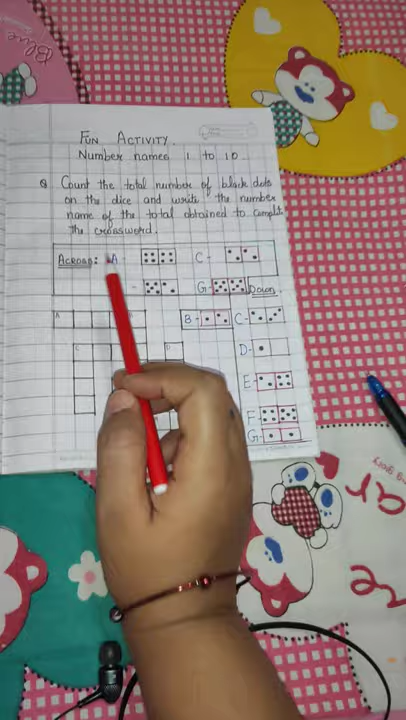 FUN ACTIVITY
Number names 1 to 10
Q Count the total number of black dots
on the dice and write the number
name of the total obtained to complete
the crossword.
ACROSS: A C-
G- Down
B- C-
D-
E-
F-
G-
A
C D